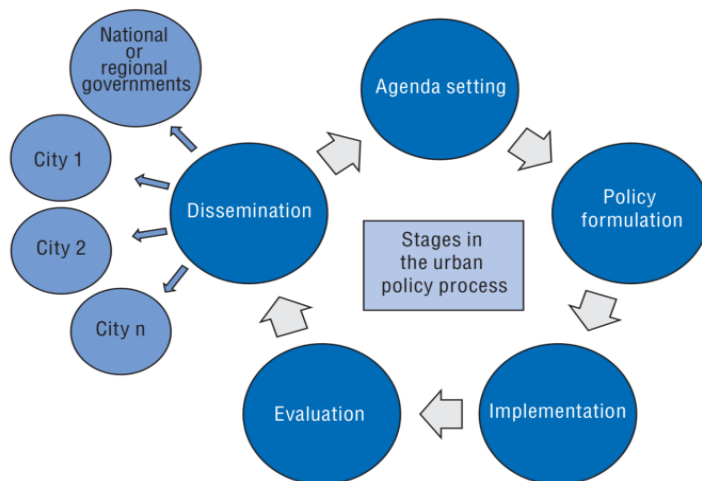 National
or
regional
governments
City 1
City 2
City n
Dissemination
Agenda setting
Policy
formulation
Stages in
the urban
policy process
Implementation
Evaluation